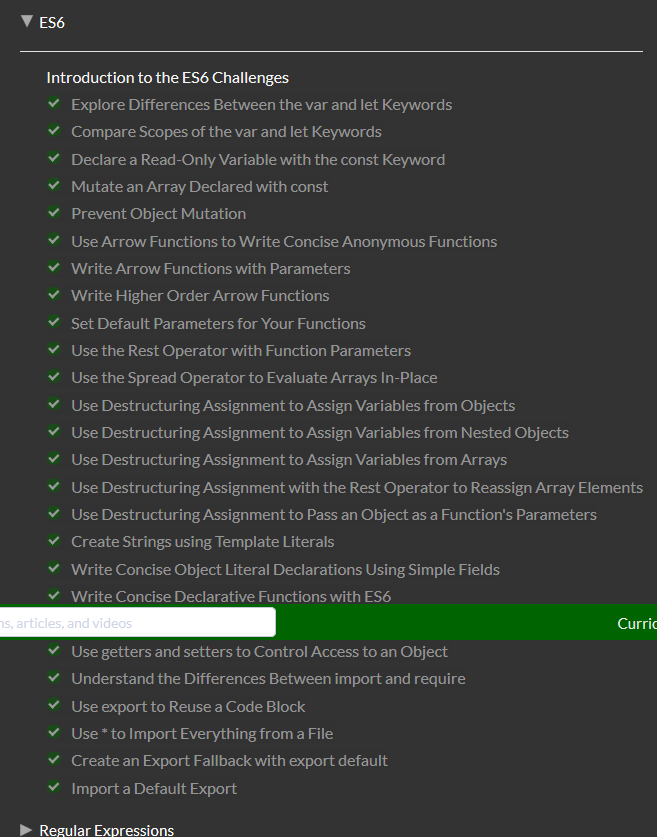 ES6
Introduction to the ES6 Challenges
Explore Differences Between the var and let Keywords
Compare Scopes of the var and let Keywords
Declare a Read-Only Variable with the const Keyword
Mutate an Array Declared with const
Prevent Object Mutation
Use Arrow Functions to Write Concise Anonymous Functions
Write Arrow Functions with Parameters
Write Higher Order Arrow Functions
Set Default Parameters for Your Functions
Use the Rest Operator with Function Parameters
Use the Spread Operator to Evaluate Arrays In-Place
Use Destructuring Assignment to Assign Variables from Objects
Use Destructuring Assignment to Assign Variables from Nested Objects
Use Destructuring Assignment to Assign Variables from Arrays
Use Destructuring Assignment with the Rest Operator to Reassign Array Elements
Use Destructuring Assignment to Pass an Object as a Function's Parameters
Create Strings using Template Literals
Write Concise Object Literal Declarations Using Simple Fields
Write Concise Declarative Functions with ES6
ns, articles, and videos
Curric
Use getters and setters to Control Access to an Object
Understand the Differences Between import and require
Use export to Reuse a Code Block
Use * to Import Everything from a File
Create an Export Fallback with export default
Import a Default Export
Regular Expressions